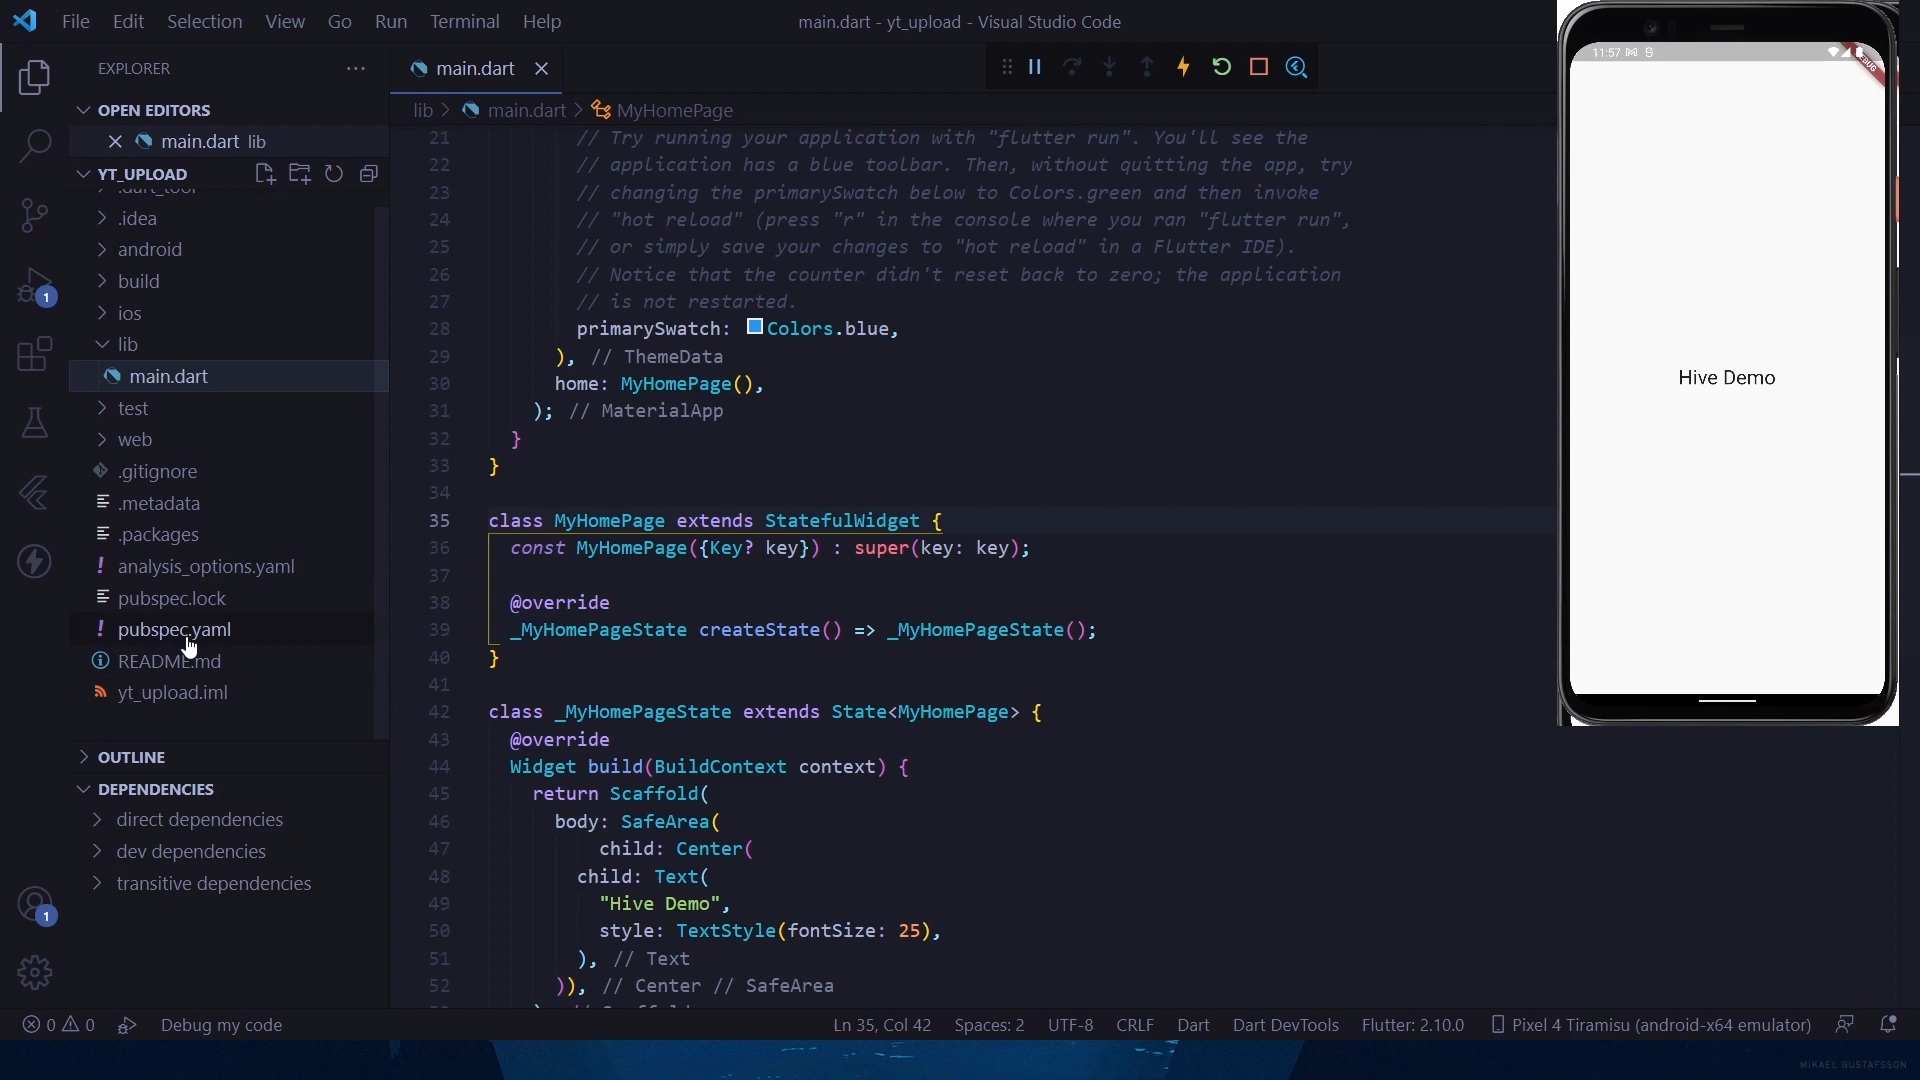 File Edit Selection View Go Run Terminal Help
main.dart - yt_upload - Visual Studio Code
EXPLORER
OPEN EDITORS
main.dart lib
YT_UPLOAD
.dart_tool
.idea
android
build
ios
lib
main.dart
test
web
.gitignore
.metadata
.packages
! analysis_options.yaml
pubspec.lock
! pubspec.yaml
README.md
yt_upload.iml
OUTLINE
DEPENDENCIES
direct dependencies
dev dependencies
transitive dependencies
1
1
main.dart
lib > main.dart > MyHomePage
21 // Try running your application with "flutter run". You'll see the
22 // application has a blue toolbar. Then, without quitting the app, try
23 // changing the primarySwatch below to Colors.green and then invoke
24 // "hot reload" (press "r" in the console where you ran "flutter run",
25 // or simply save your changes to "hot reload" in a Flutter IDE).
26 // Notice that the counter didn't reset back to zero; the application
27 // is not restarted.
28 primarySwatch: Colors.blue,
29 ), // ThemeData
30 home: MyHomePage(),
31 ); // MaterialApp
32 }
33 }
34
35 class MyHomePage extends StatefulWidget {
36 const MyHomePage({Key? key}) : super(key: key);
37
38 @override
39 _MyHomePageState createState() => _MyHomePageState();
40 }
41
42 class _MyHomePageState extends State<MyHomePage> {
43 @override
44 Widget build(BuildContext context) {
45 return Scaffold(
46 body: SafeArea(
47 child: Center(
48 child: Text(
49 "Hive Demo",
50 style: TextStyle(fontSize: 25),
51 ), // Text
52 )), // Center // SafeArea
11:57
DEBUG
Hive Demo
0 0 Debug my code
Ln 35, Col 42 Spaces: 2 UTF-8 CRLF Dart Dart DevTools Flutter: 2.10.0 Pixel 4 Tiramisu (android-x64 emulator)
MIKAEL GUSTAFSSON